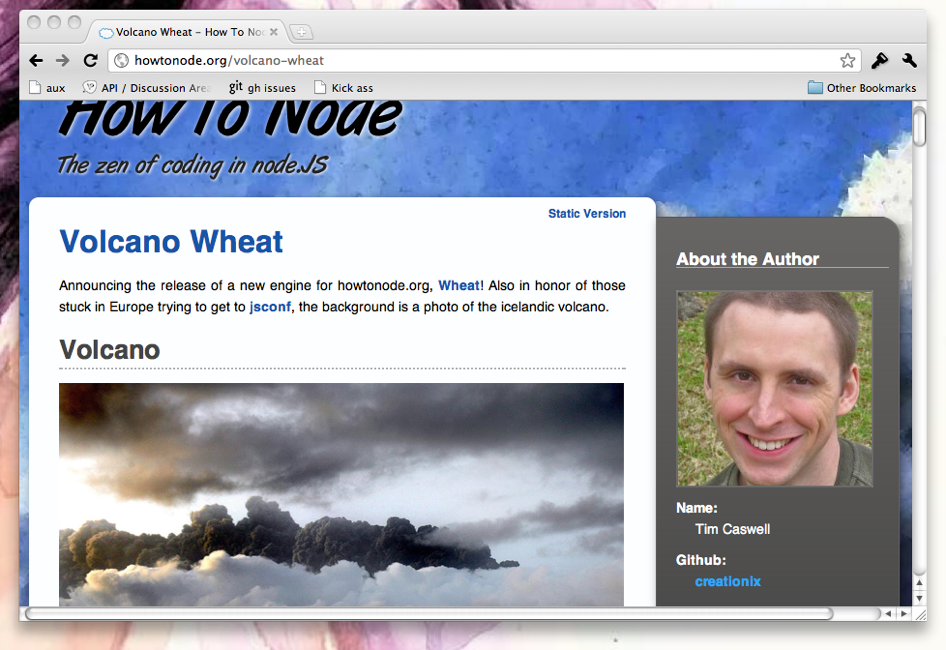 Volcano Wheat - How To No
howtonode.org/volcano-wheat
aux
API / Discussion Area
git gh issues
Kick ass
Other Bookmarks
How To Node
The zen of coding in node.JS
Static Version
Volcano Wheat
Announcing the release of a new engine for howtonode.org, Wheat! Also in honor of those
stuck in Europe trying to get to jsconf, the background is a photo of the icelandic volcano.
Volcano
About the Author
Name:
Tim Caswell
Github:
creationix